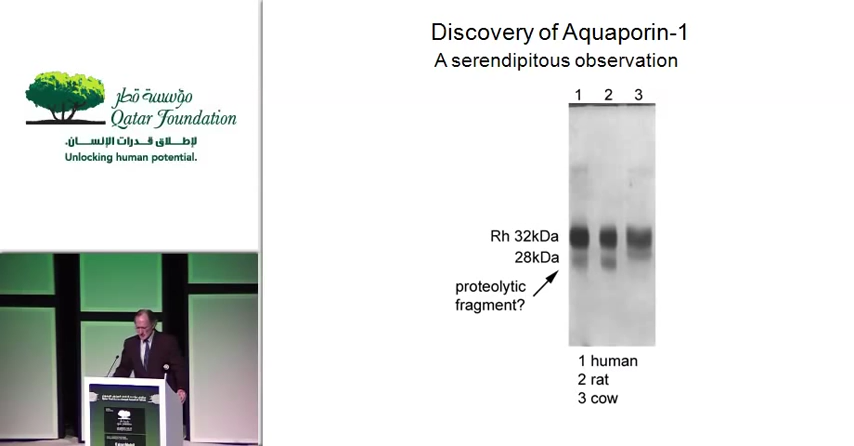 مؤسسة قطر
Qatar Foundation
لإطلاق قدرات الإنسان.
Unlocking human potential.
Discovery of Aquaporin-1
A serendipitous observation
1 2 3
Rh 32kDa
28kDa
proteolytic
fragment?
1 human
2 rat
3 cow